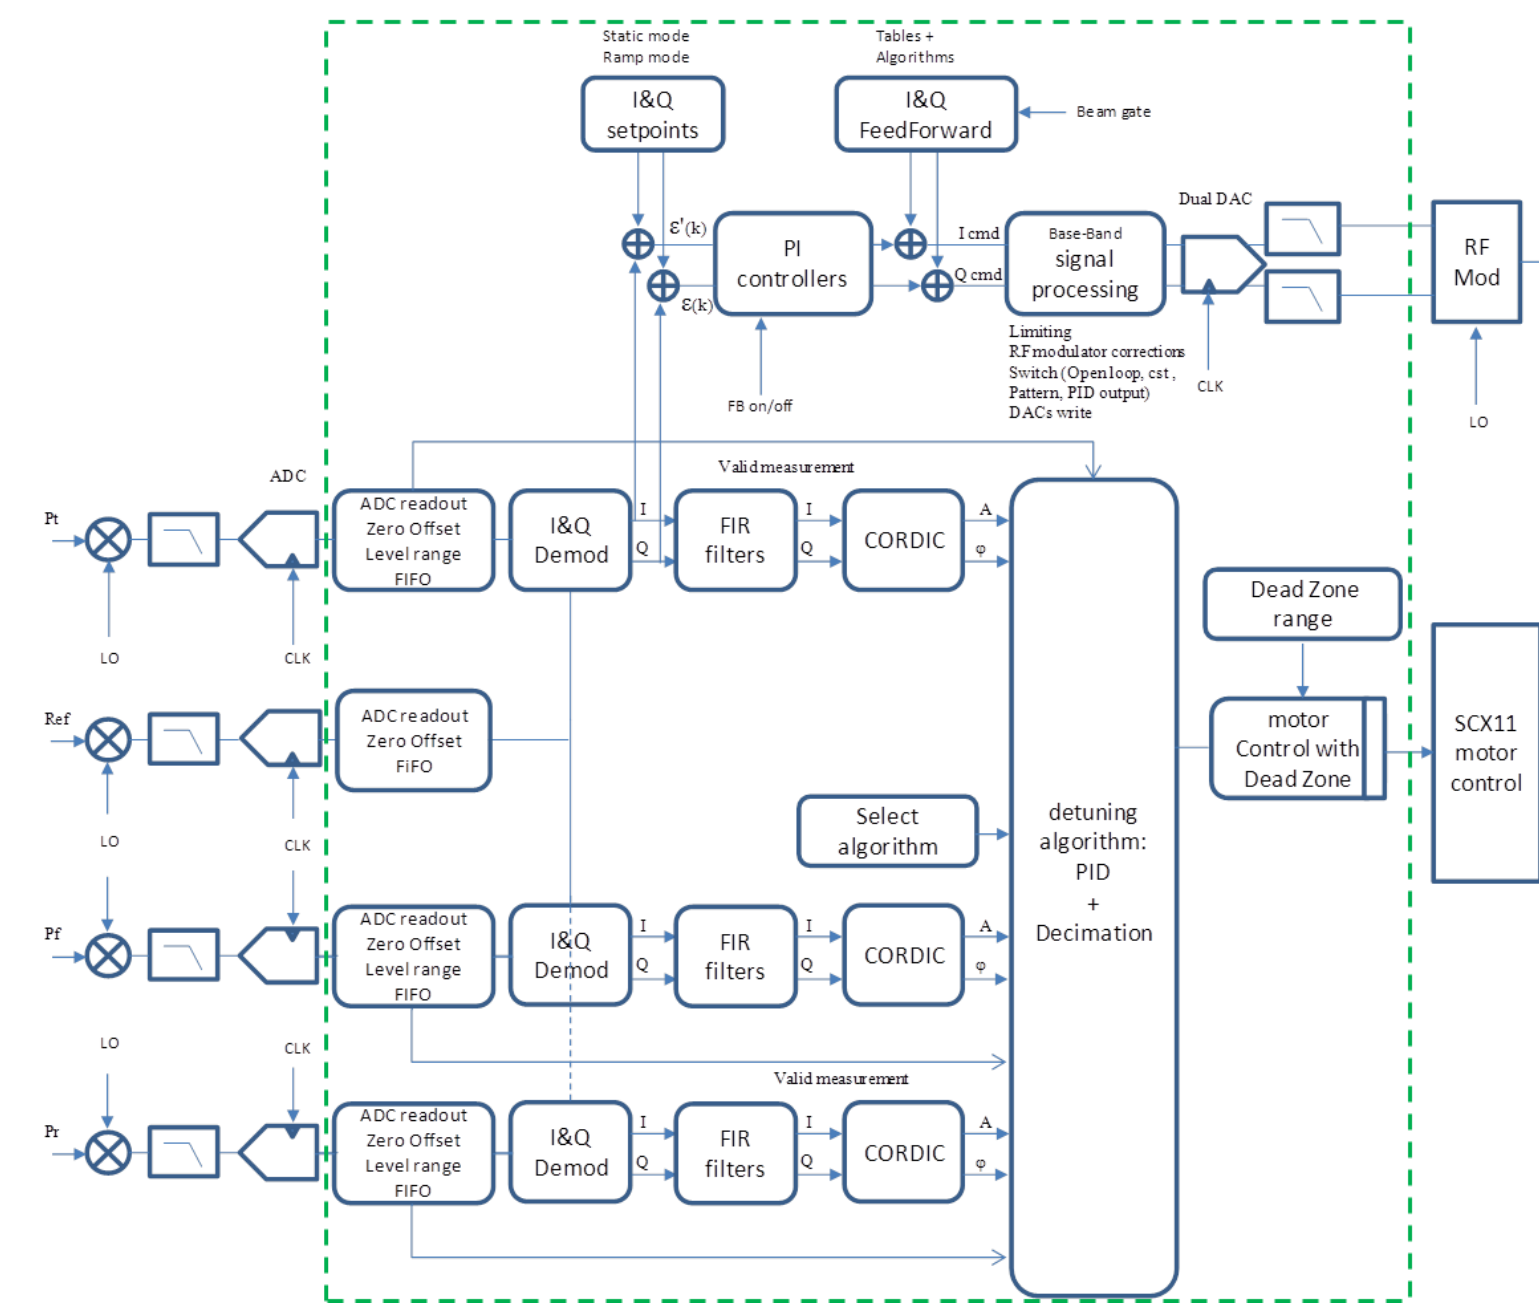 Static mode
Ramp mode
Tables +
Algorithms
I&Q
setpoints
I&Q
FeedForward
Beam gate
Dual DAC
ε'(k)
ε(k)
PI
controllers
I cmd
Q cmd
Base-Band
signal
processing
RF
Mod
Limiting
RF modulator corrections
Switch (Open loop, cst ,
Pattern, PID output)
DACs write
CLK
LO
FB on/off
Valid measurement
ADC
Pt
ADC readout
Zero Offset
Level range
FIFO
I&Q
Demod
I
Q
FIR
filters
I
Q
CORDIC
A
φ
LO
CLK
Dead Zone
range
Ref
ADC readout
Zero Offset
FiFO
motor
Control with
Dead Zone
SCX11
motor
control
LO
CLK
Select
algorithm
detuning
algorithm:
PID
+
Decimation
Pf
ADC readout
Zero Offset
Level range
FIFO
I&Q
Demod
I
Q
FIR
filters
I
Q
CORDIC
A
φ
LO
CLK
Valid measurement
Pr
ADC readout
Zero Offset
Level range
FIFO
I&Q
Demod
I
Q
FIR
filters
I
Q
CORDIC
A
φ